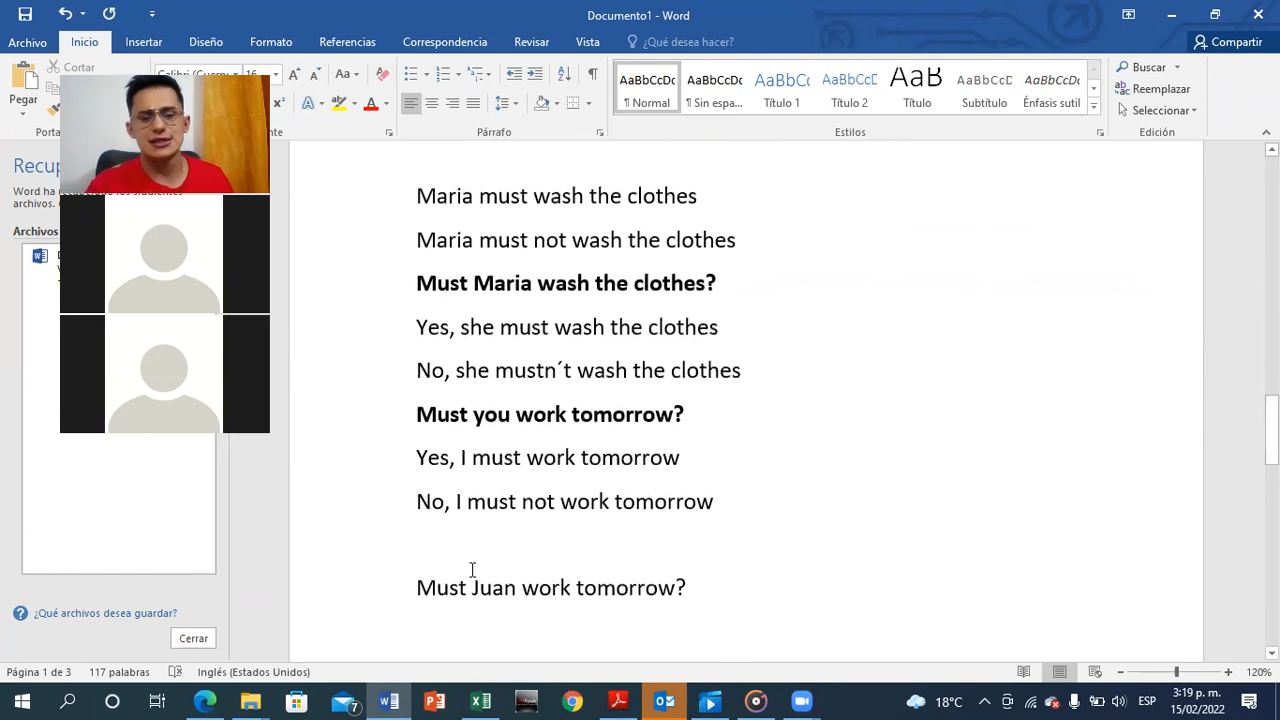 Documento1 - Word
Archivo Inicio Insertar Diseño Formato Referencias Correspondencia Revisar Vista ¿Qué desea hacer? Compartir
Cortar
Pegar
16
Aa
AaBbCcDc AaBbCcDc AaBbCc AaBbCcD AaB AaBbCcD AaBbCcDc
¶ Normal ¶ Sin espa... Título 1 Título 2 Título Subtítulo Énfasis sutil
Buscar
Reemplazar
Seleccionar
Párrafo Estilos Edición
archivos.
Maria must wash the clothes
Maria must not wash the clothes
Must Maria wash the clothes?
Yes, she must wash the clothes
No, she mustn´t wash the clothes
Must you work tomorrow?
Yes, I must work tomorrow
No, I must not work tomorrow
Must Juan work tomorrow?
¿Qué archivos desea guardar?
Cerrar
Página 1 de 3 117 palabras Inglés (Estados Unidos) 120%
7
18°C ESP 3:19 p. m.
15/02/2022